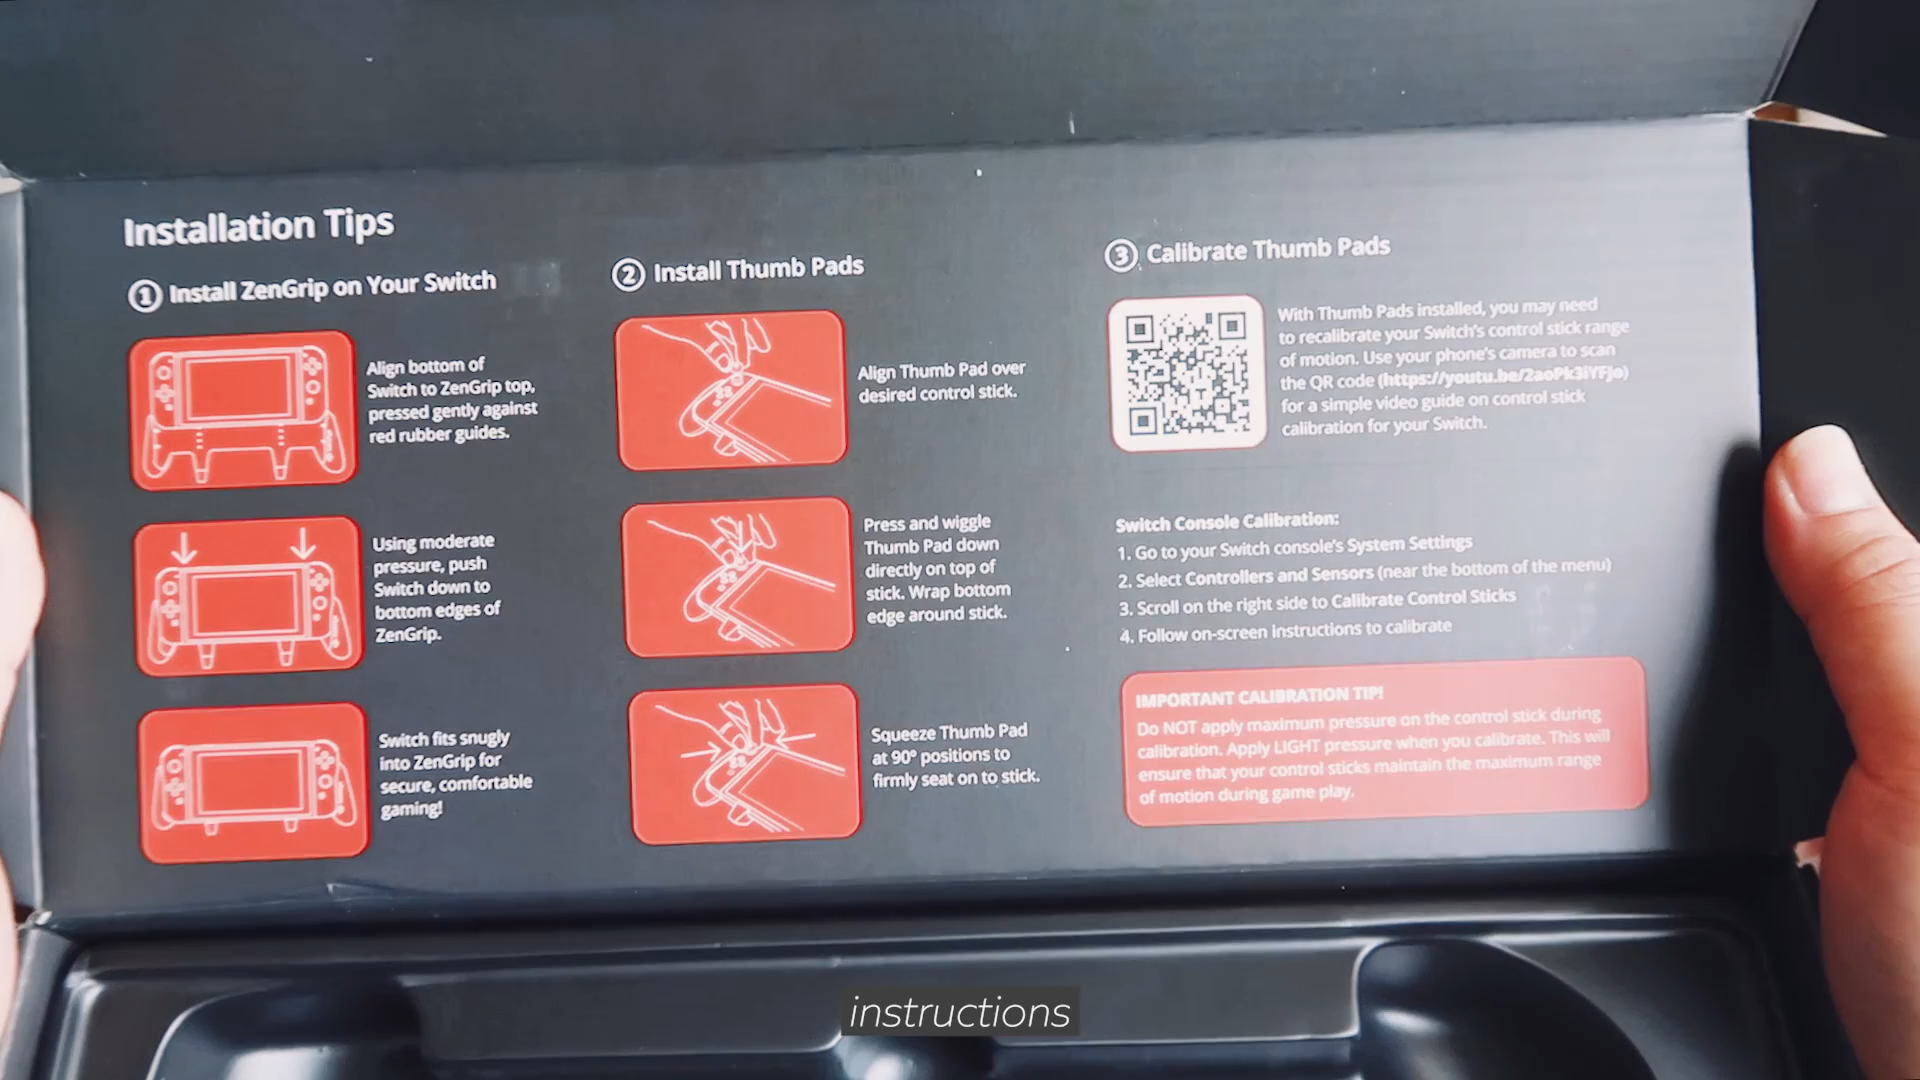 Installation Tips
1 Install ZenGrip on Your Switch
Align bottom of
Switch to ZenGrip top,
pressed gently against
red rubber guides.
Using moderate
pressure, push
Switch down to
bottom edges of
ZenGrip.
Switch fits snugly
into ZenGrip for
secure, comfortable
gaming!
2 Install Thumb Pads
Align Thumb Pad over
desired control stick.
Press and wiggle
Thumb Pad down
directly on top of
stick. Wrap bottom
edge around stick.
Squeeze Thumb Pad
at 90° positions to
firmly seat on to stick.
3 Calibrate Thumb Pads
With Thumb Pads installed, you may need
to recalibrate your Switch's control stick range
of motion. Use your phone's camera to scan
the QR code (https://youtu.be/2aoPk3iYFJo)
for a simple video guide on control stick
calibration for your Switch.
Switch Console Calibration:
1. Go to your Switch console's System Settings
2. Select Controllers and Sensors (near the bottom of the menu)
3. Scroll on the right side to Calibrate Control Sticks
4. Follow on-screen instructions to calibrate
IMPORTANT CALIBRATION TIP!
Do NOT apply maximum pressure on the control stick during
calibration. Apply LIGHT pressure when you calibrate. This will
ensure that your control sticks maintain the maximum range
of motion during game play.
instructions